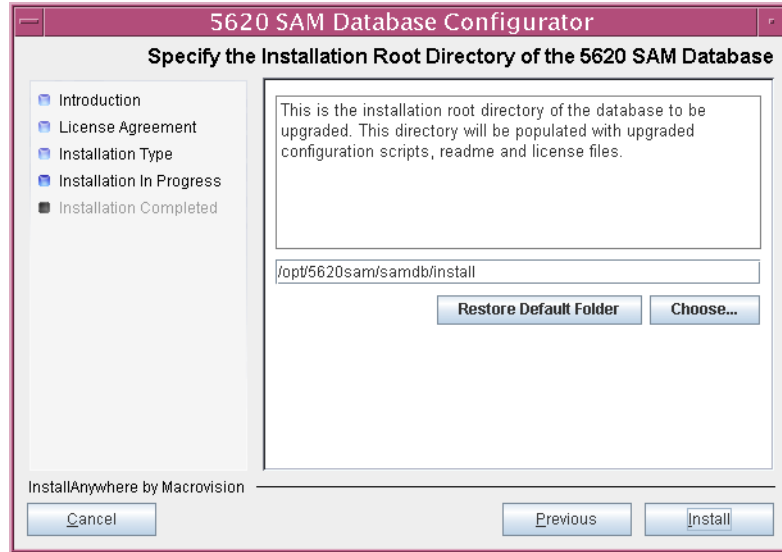 5620 SAM Database Configurator
Specify the Installation Root Directory of the 5620 SAM Database
Introduction
License Agreement
Installation Type
Installation In Progress
Installation Completed
This is the installation root directory of the database to be
upgraded. This directory will be populated with upgraded
configuration scripts, readme and license files.
/opt/5620sam/samdb/install
Restore Default Folder
Choose...
InstallAnywhere by Macrovision
Cancel
Previous
Install